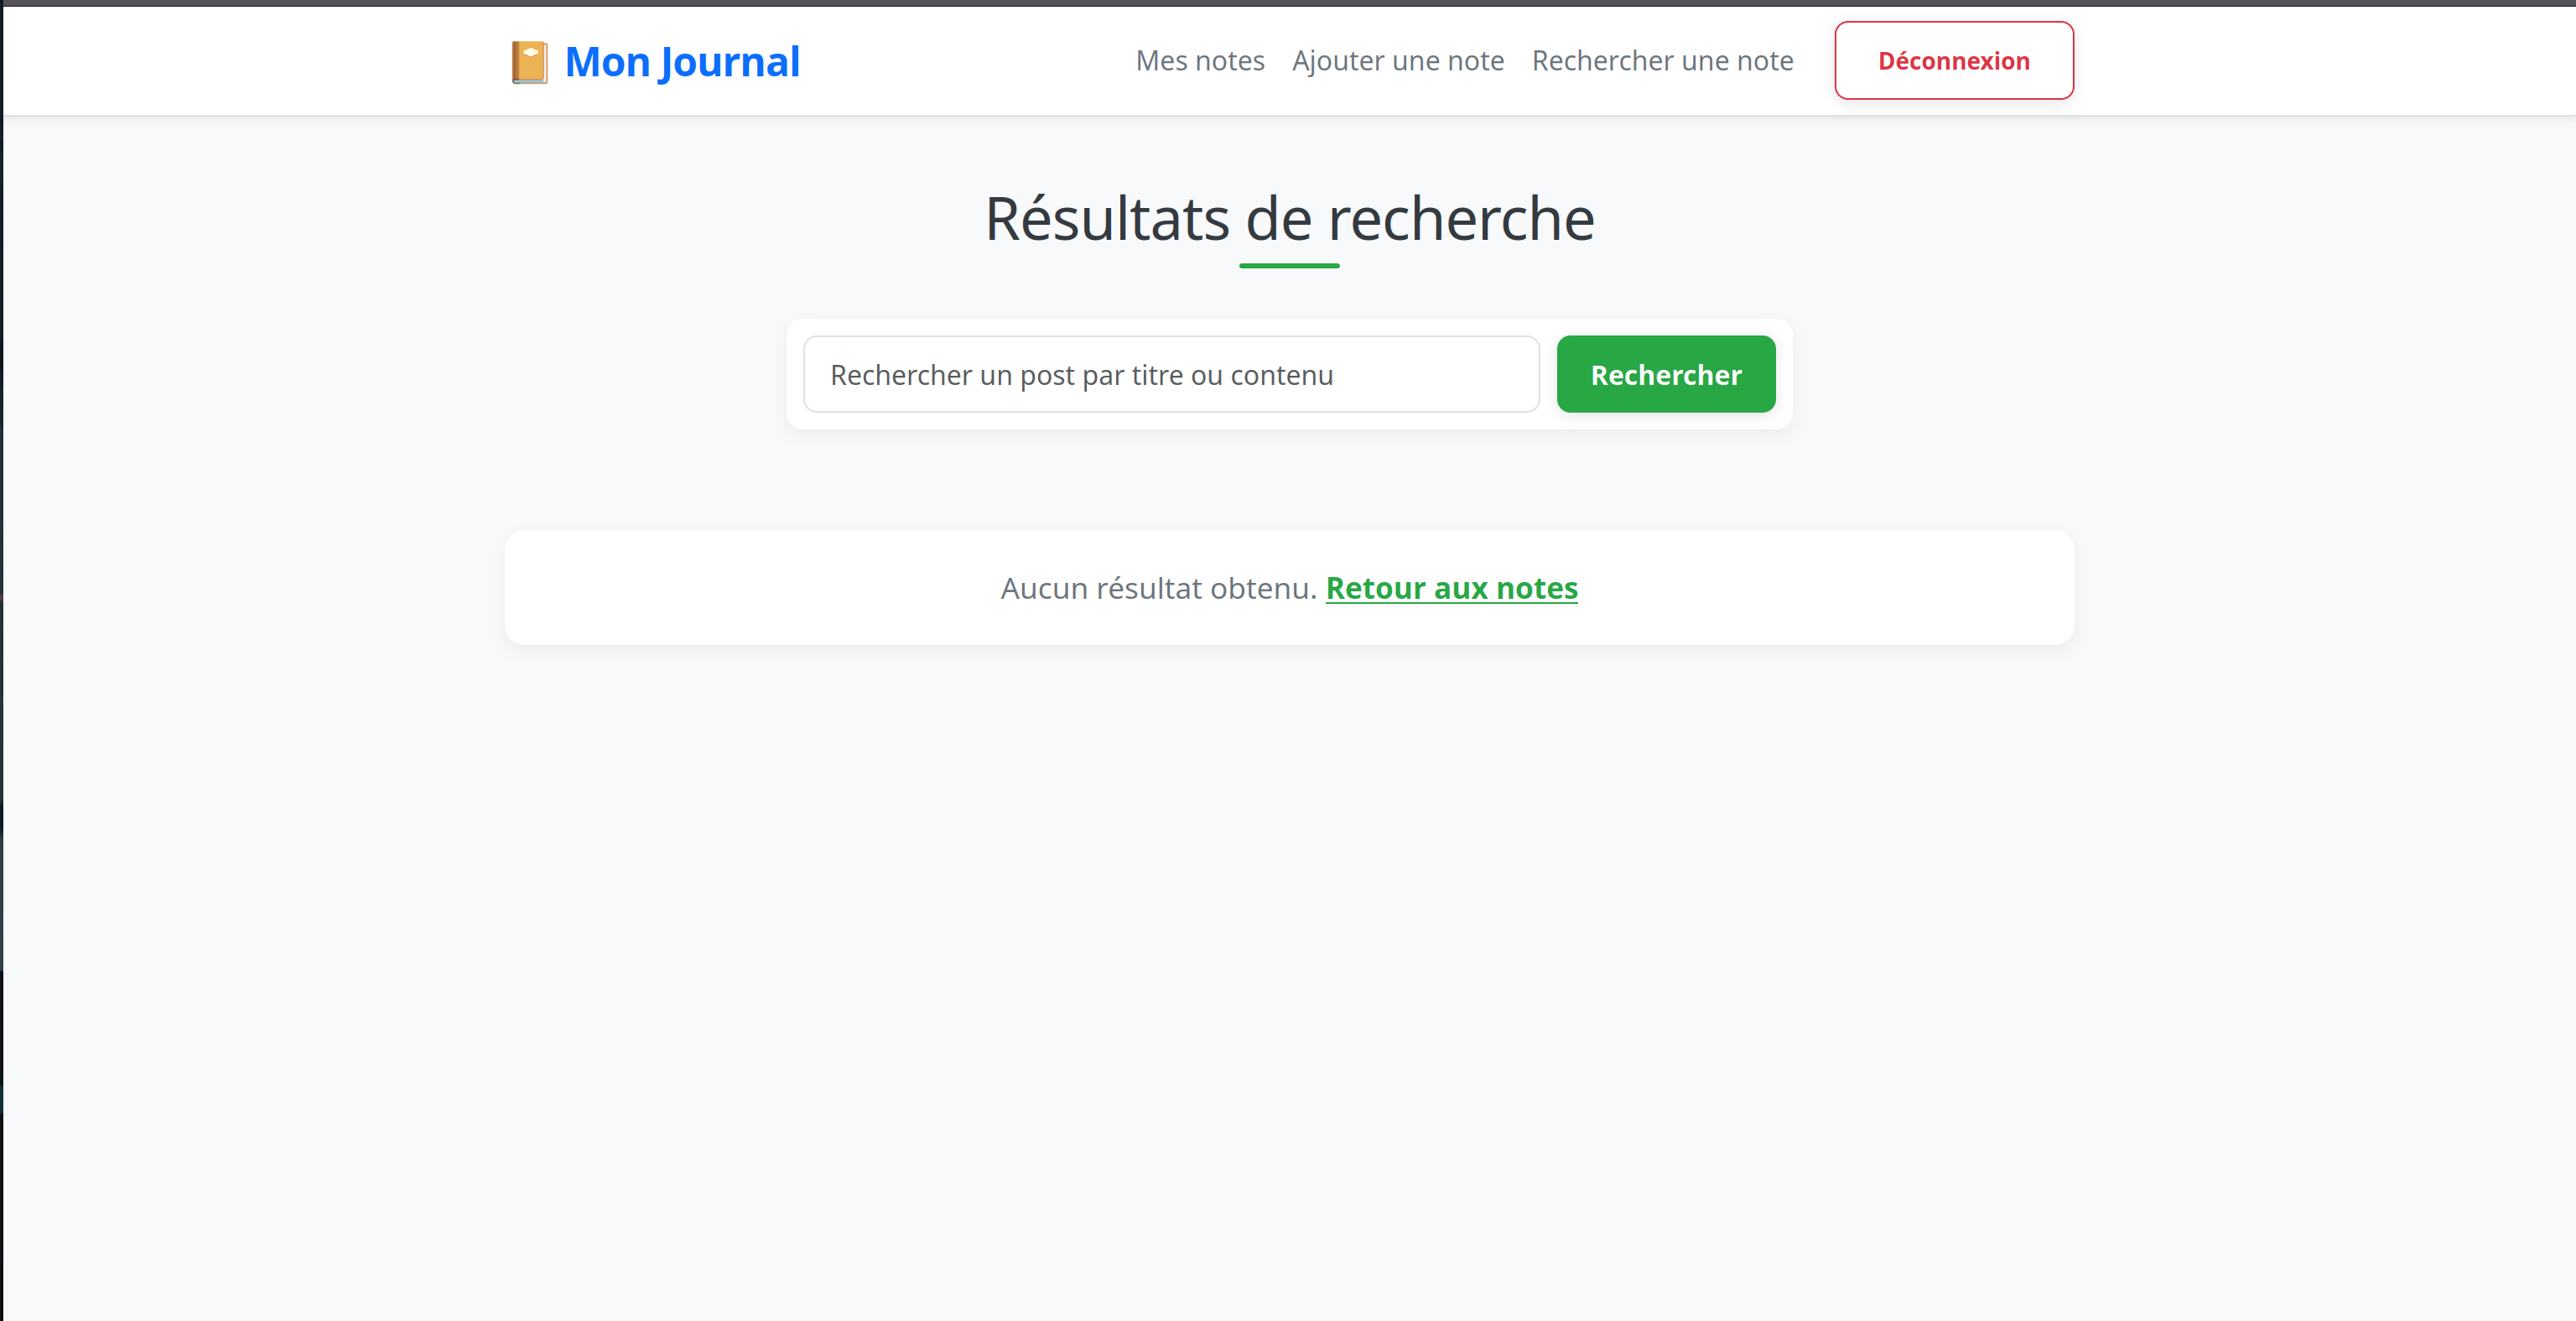 Mon Journal
Mes notes
Ajouter une note
Rechercher une note
Déconnexion
Résultats de recherche
Rechercher un post par titre ou contenu
Rechercher
Aucun résultat obtenu. Retour aux notes